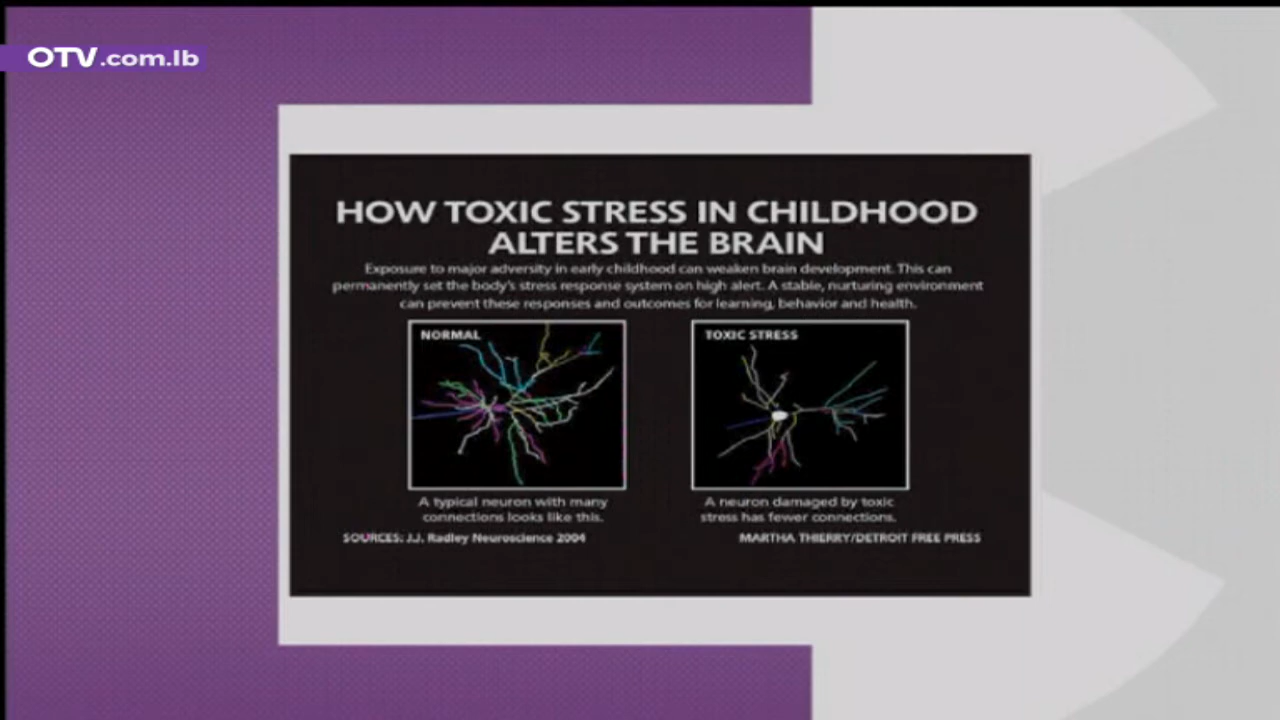 OTV.com.lb
HOW TOXIC STRESS IN CHILDHOOD
ALTERS THE BRAIN
Exposure to major adversity in early childhood can weaken brain development. This can
permanently set the body's stress response system on high alert. A stable, nurturing environment
can prevent these responses and outcomes for learning, behavior and health.
NORMAL
TOXIC STRESS
A typical neuron with many
connections looks like this.
A neuron damaged by toxic
stress has fewer connections.
SOURCES: J.J. Radley Neuroscience 2004
MARTHA THIERRY/DETROIT FREE PRESS